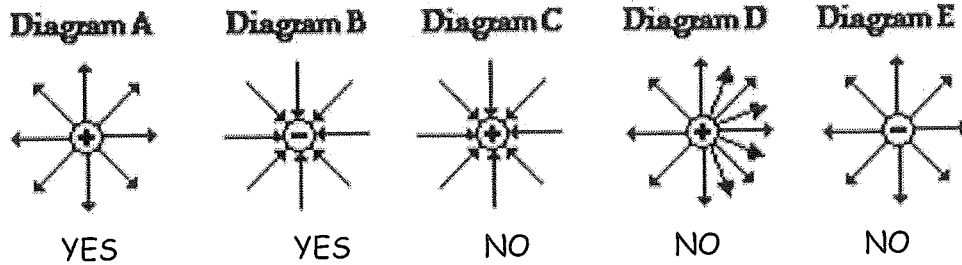 Diagram A Diagram B Diagram C Diagram D Diagram E
+ - + + -
YES YES NO NO NO